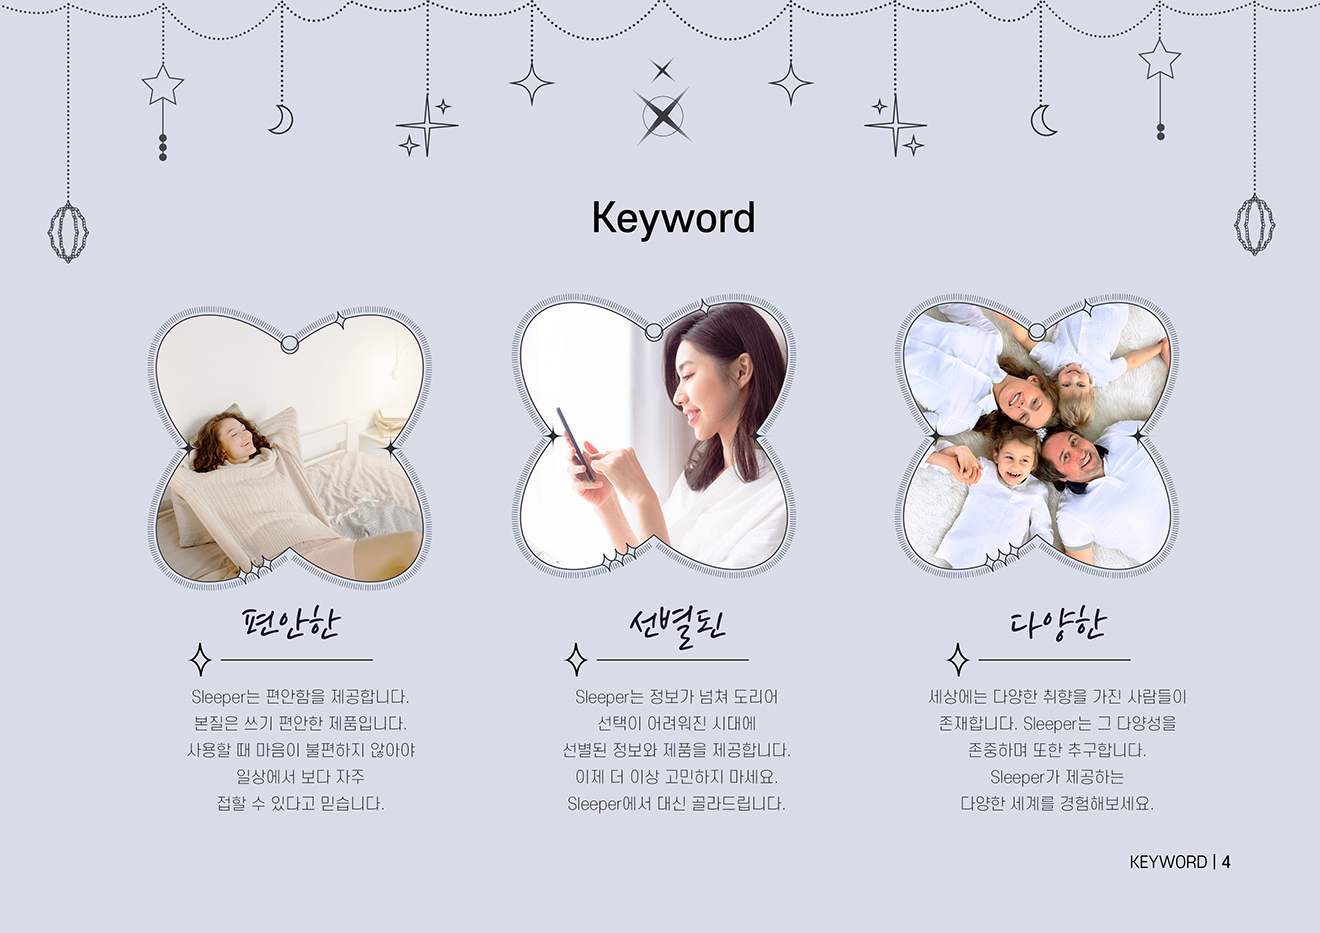 Keyword
편안한
Sleeper는 편안함을 제공합니다.
본질은 쓰기 편안한 제품입니다.
사용할 때 마음이 불편하지 않아야
일상에서 보다 자주
접할 수 있다고 믿습니다.
선별된
Sleeper는 정보가 넘쳐 도리어
선택이 어려워진 시대에
선별된 정보와 제품을 제공합니다.
이제 더 이상 고민하지 마세요.
Sleeper에서 대신 골라드립니다.
다양한
세상에는 다양한 취향을 가진 사람들이
존재합니다. Sleeper는 그 다양성을
존중하며 또한 추구합니다.
Sleeper가 제공하는
다양한 세계를 경험해보세요.
KEYWORD | 4